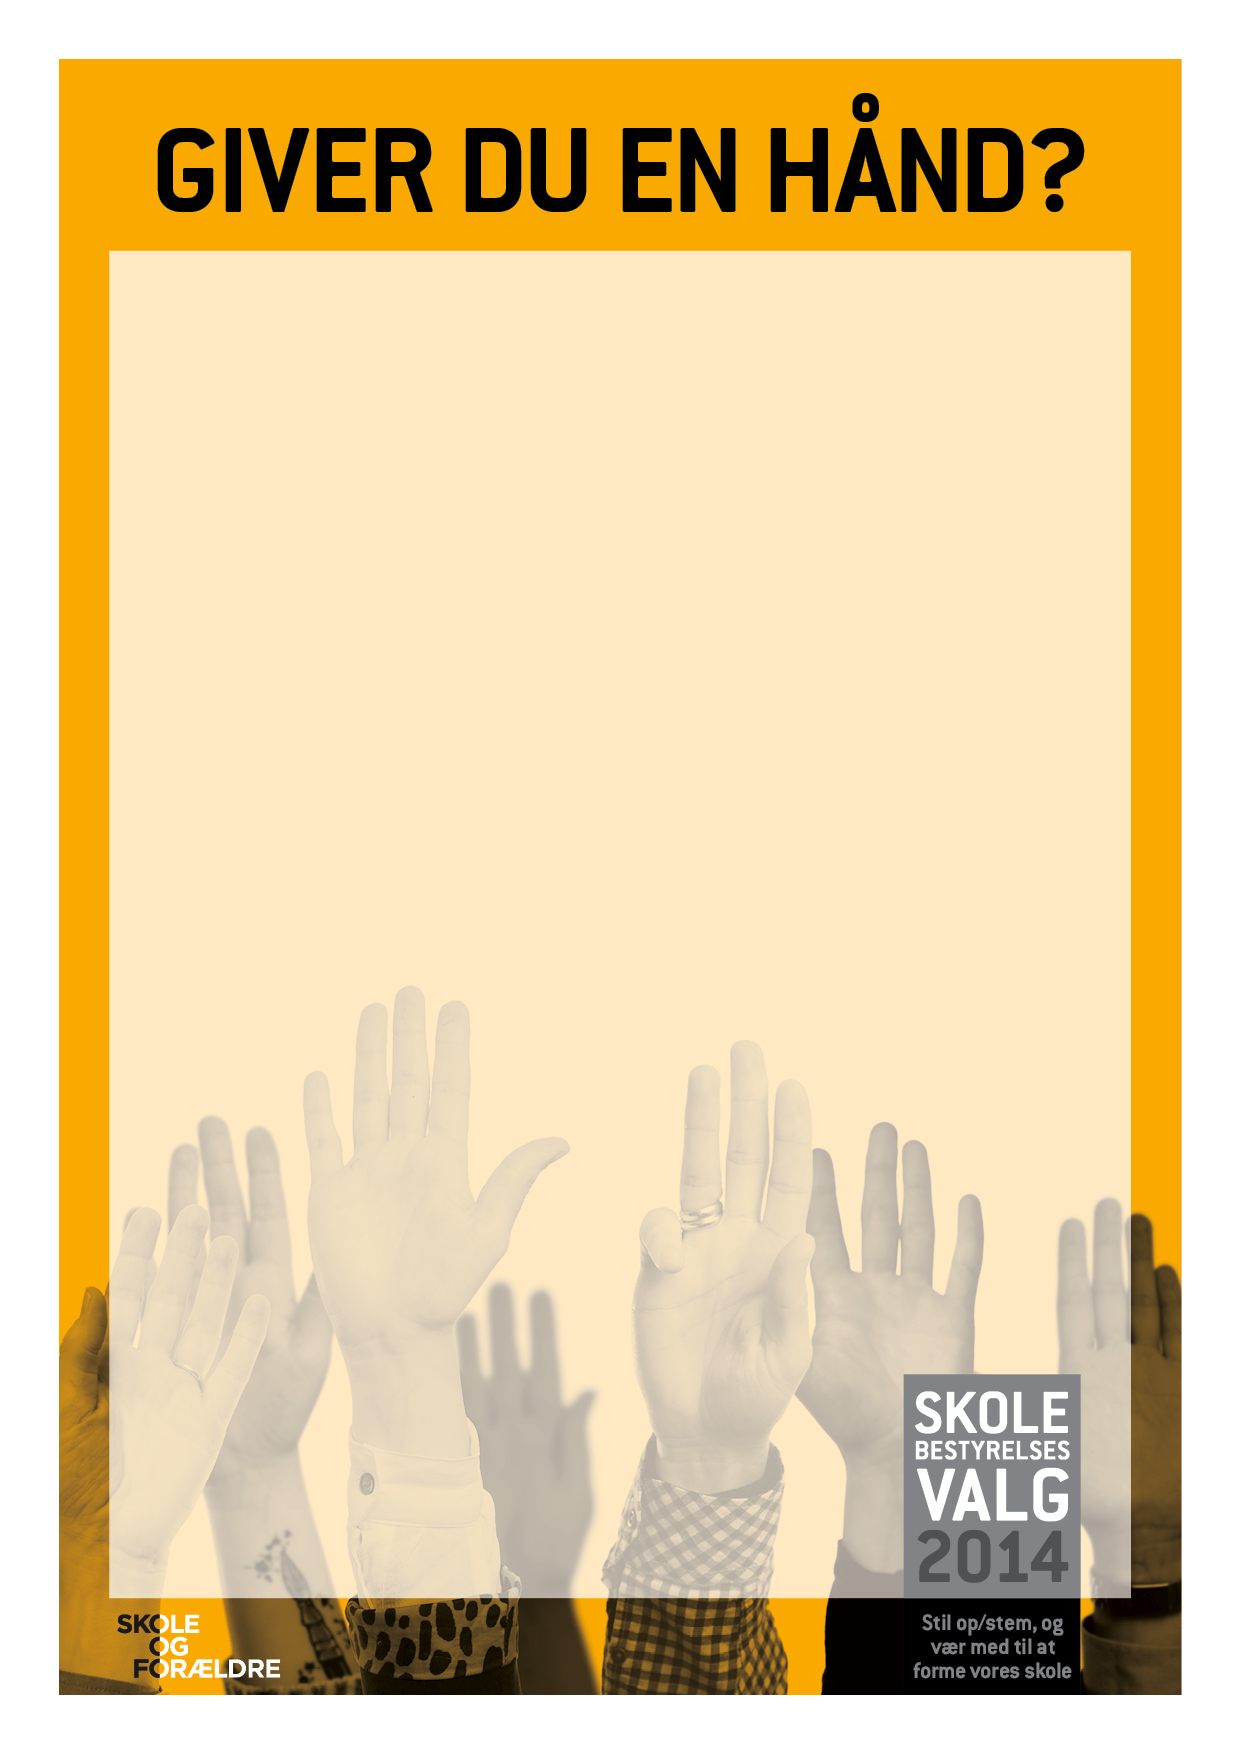 GIVER DU EN HÅND?
SKOLE
BESTYRELSES
VALG
2014
Stil op/stem, og
vær med til at
forme vores skole
SKOLE
OG
FORÆLDRE